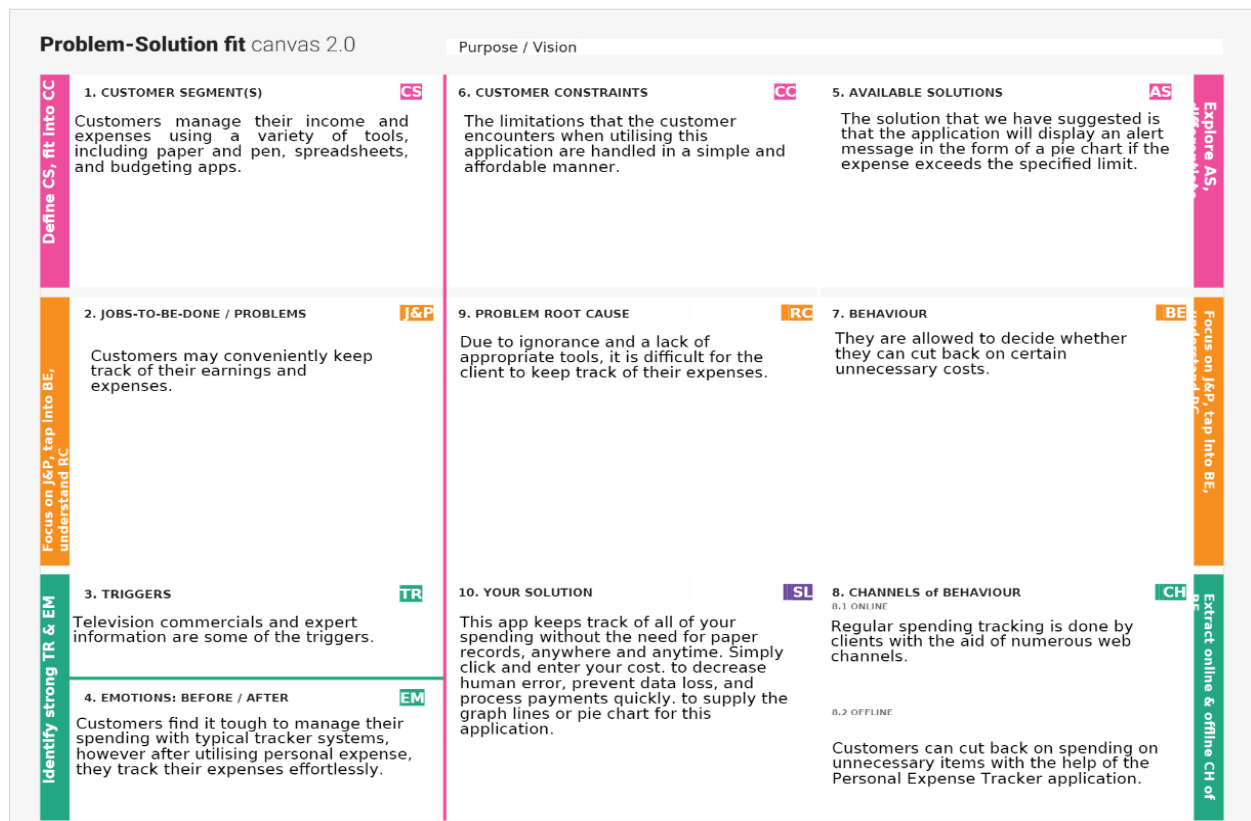 Problem-Solution fit canvas 2.0
Purpose / Vision
Define CS, fit into CC
1. CUSTOMER SEGMENT(S)
CS
Customers manage their income and
expenses using a variety of tools,
including paper and pen, spreadsheets,
and budgeting apps.
6. CUSTOMER CONSTRAINTS
CC
The limitations that the customer
encounters when utilising this
application are handled in a simple and
affordable manner.
5. AVAILABLE SOLUTIONS
AS
The solution that we have suggested is
that the application will display an alert
message in the form of a pie chart if the
expense exceeds the specified limit.
Explore AS,
Focus on J&P, tap into BE,
understand RC
2. JOBS-TO-BE-DONE / PROBLEMS
J&P
Customers may conveniently keep
track of their earnings and
expenses.
9. PROBLEM ROOT CAUSE
RC
Due to ignorance and a lack of
appropriate tools, it is difficult for the
client to keep track of their expenses.
7. BEHAVIOUR
BE
They are allowed to decide whether
they can cut back on certain
unnecessary costs.
Focus on J&P, tap into BE,
understand RC
Identify strong TR & EM
3. TRIGGERS
TR
Television commercials and expert
information are some of the triggers.
4. EMOTIONS: BEFORE / AFTER
EM
Customers find it tough to manage their
spending with typical tracker systems,
however after utilising personal expense,
they track their expenses effortlessly.
10. YOUR SOLUTION
SL
This app keeps track of all of your
spending without the need for paper
records, anywhere and anytime. Simply
click and enter your cost. to decrease
human error, prevent data loss, and
process payments quickly. to supply the
graph lines or pie chart for this
application.
8. CHANNELS of BEHAVIOUR
CH
8.1 ONLINE
Regular spending tracking is done by
clients with the aid of numerous web
channels.
8.2 OFFLINE
Customers can cut back on spending on
unnecessary items with the help of the
Personal Expense Tracker application.
Extract online & offline CH of
BE